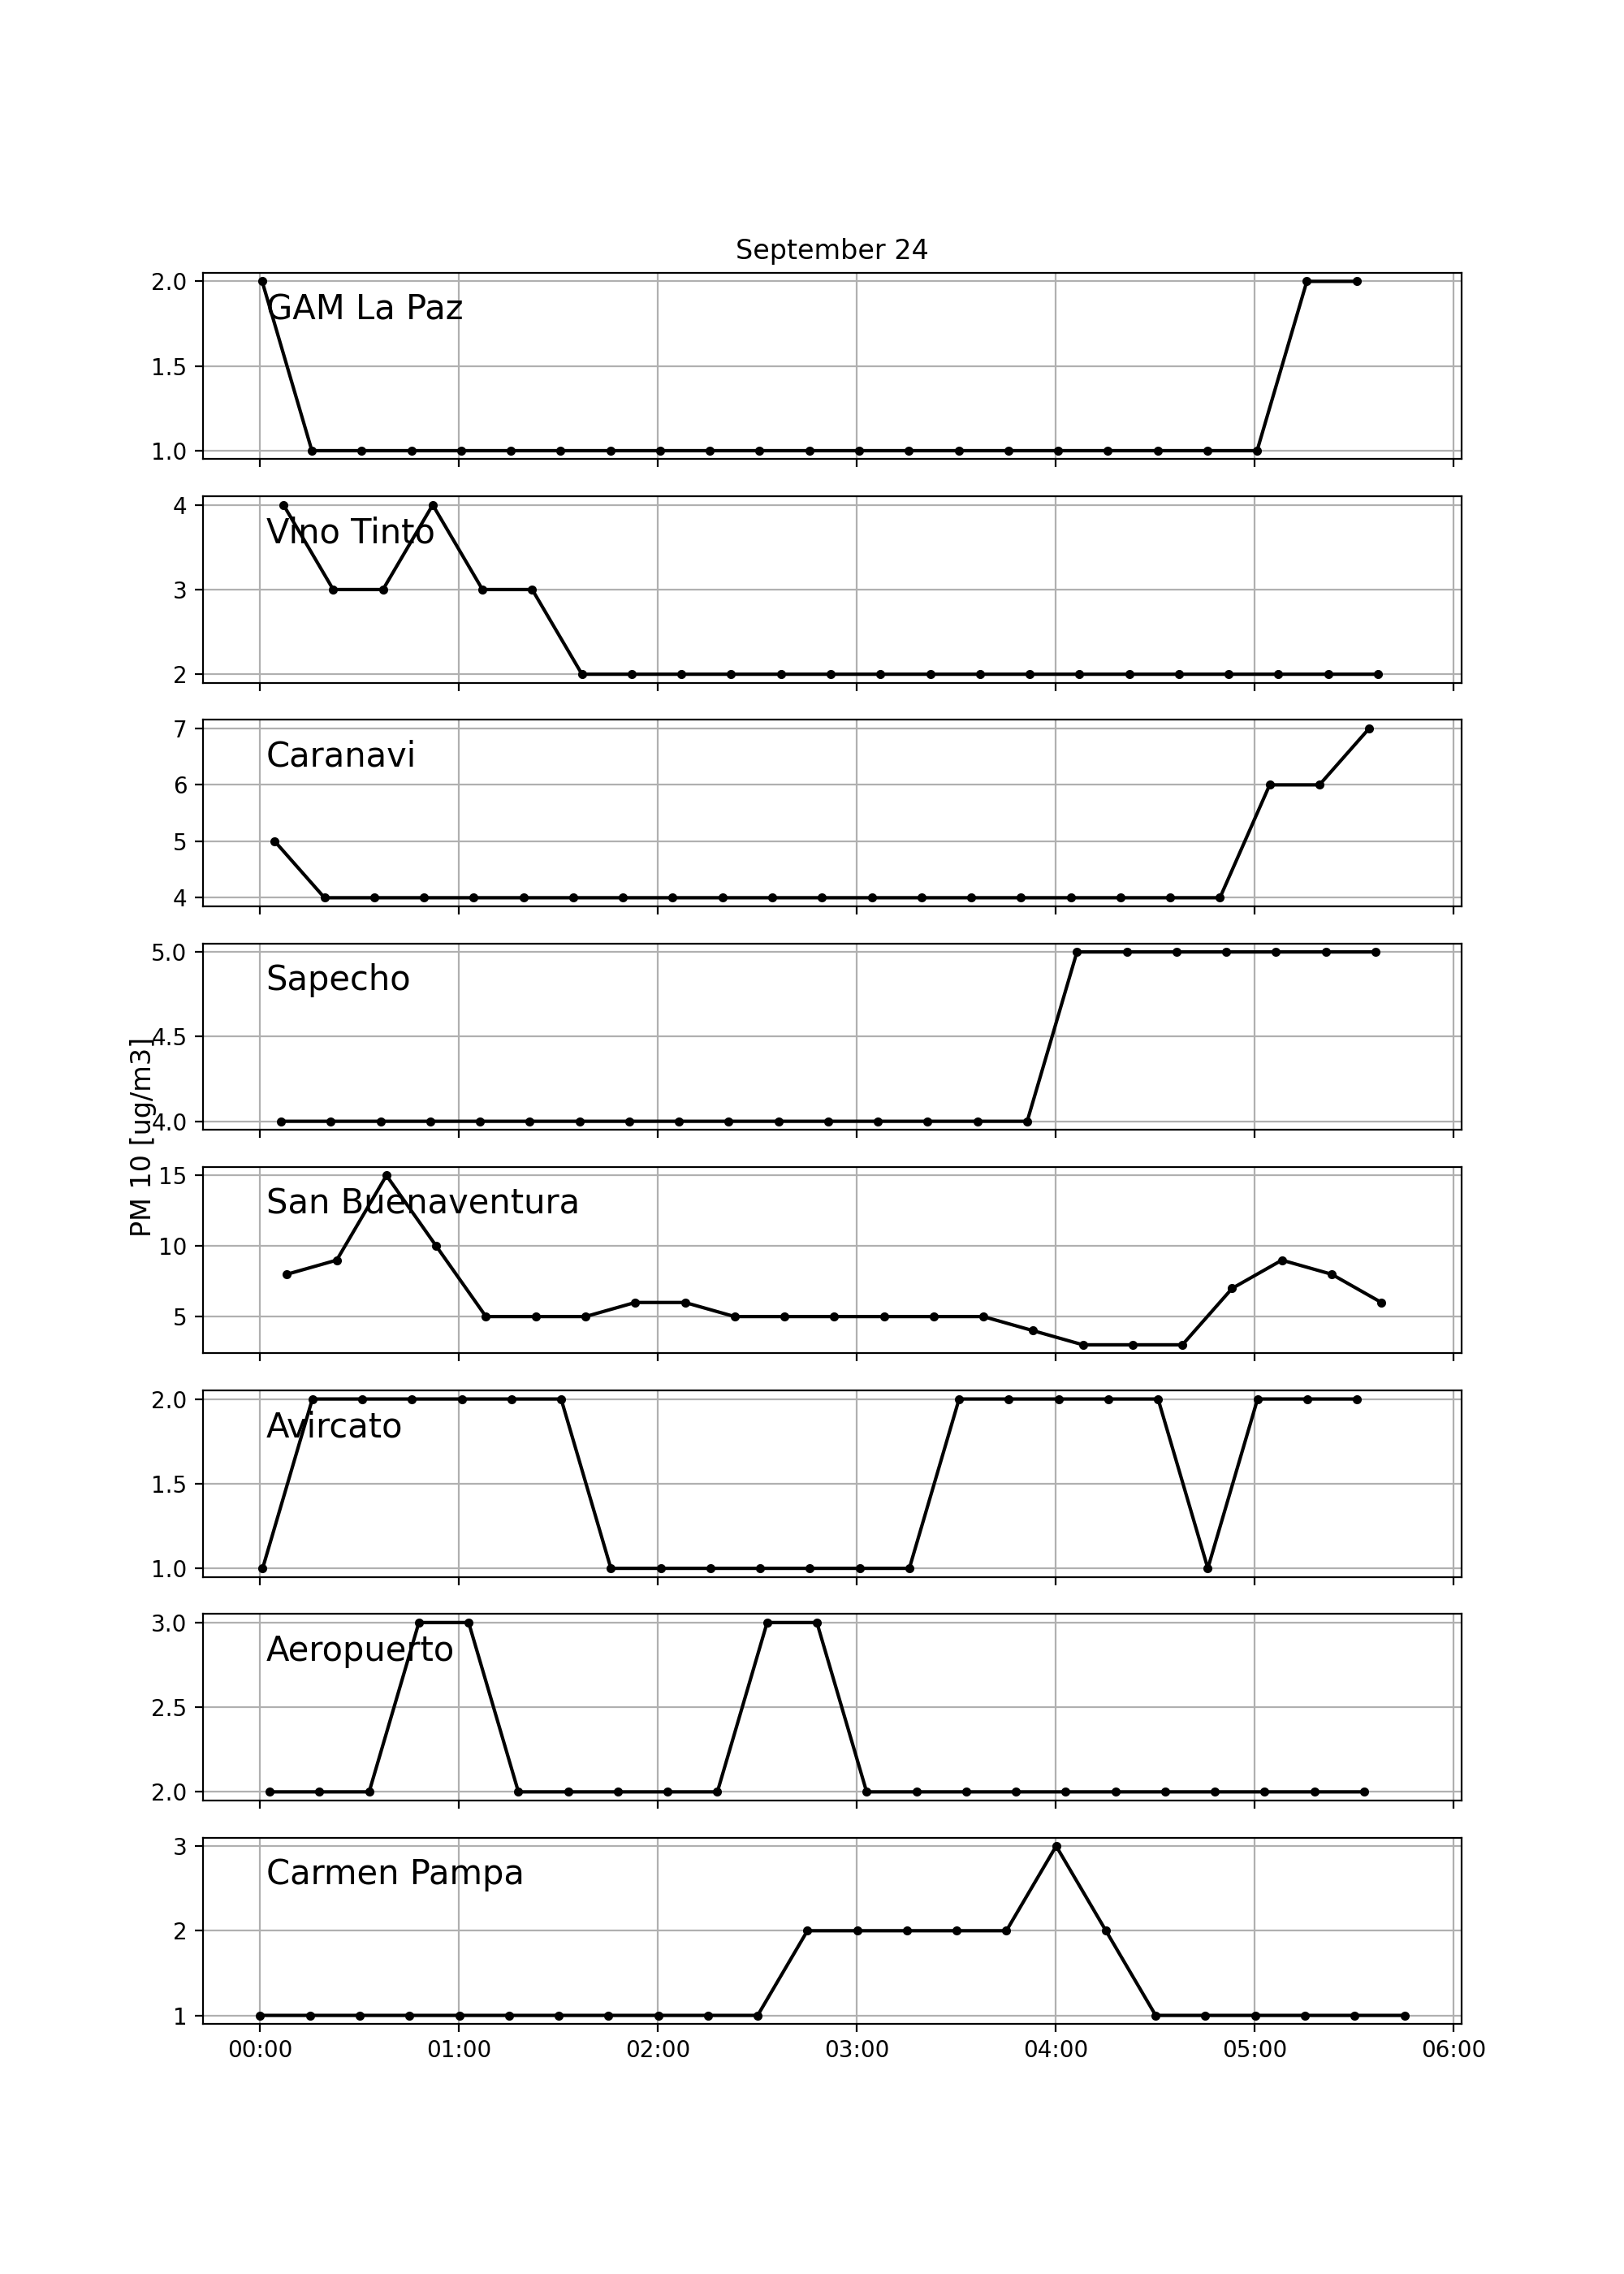 September 24
2.0
GAM La Paz
1.5
1.0
4
Vino Tinto
3
2
7
Caranavi
6
5
4
5.0
Sapecho
4.5
4.0
PM 10 [ug/m3]
15
San Buenaventura
10
5
2.0
Avircato
1.5
1.0
3.0
Aeropuerto
2.5
2.0
3
Carmen Pampa
2
1
00:00 01:00 02:00 03:00 04:00 05:00 06:00